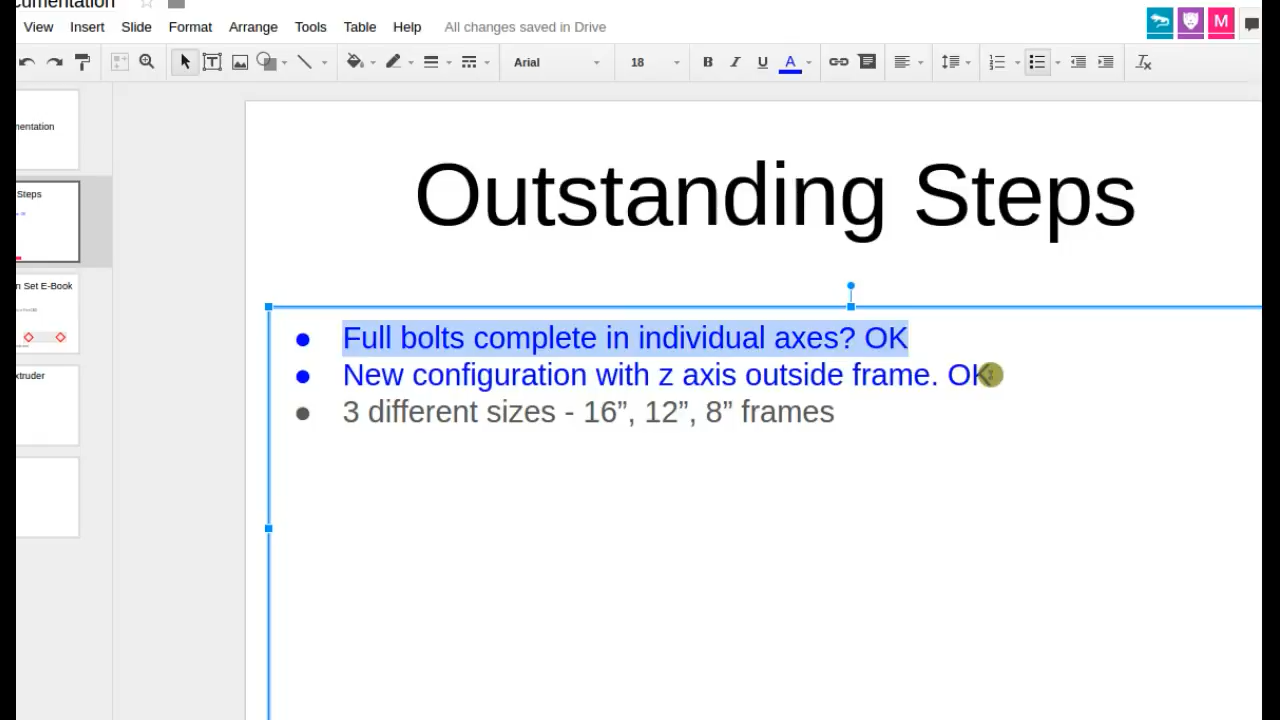 cumentation
View Insert Slide Format Arrange Tools Table Help All changes saved in Drive
M
Arial 18 B I U A
mentation
Steps
n Set E-Book
xtruder
Outstanding Steps
● Full bolts complete in individual axes? OK
● New configuration with z axis outside frame. OK
● 3 different sizes - 16”, 12”, 8” frames